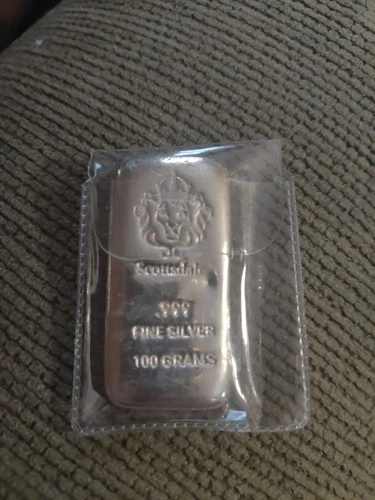 Scottsdale
.999
FINE SILVER
100 GRAMS